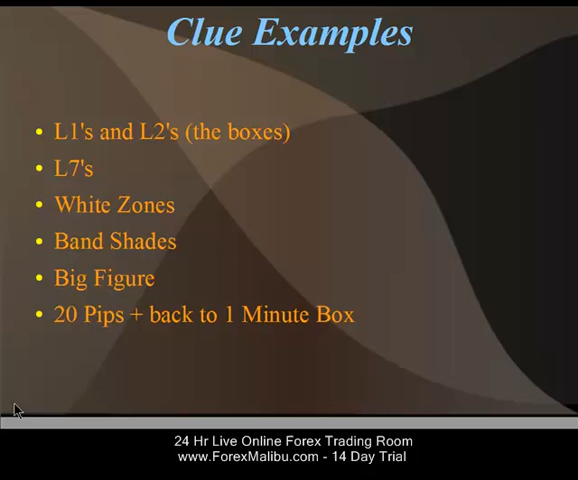 Clue Examples
• L1's and L2's (the boxes)
• L7's
• White Zones
• Band Shades
• Big Figure
• 20 Pips + back to 1 Minute Box
24 Hr Live Online Forex Trading Room
www.ForexMalibu.com - 14 Day Trial